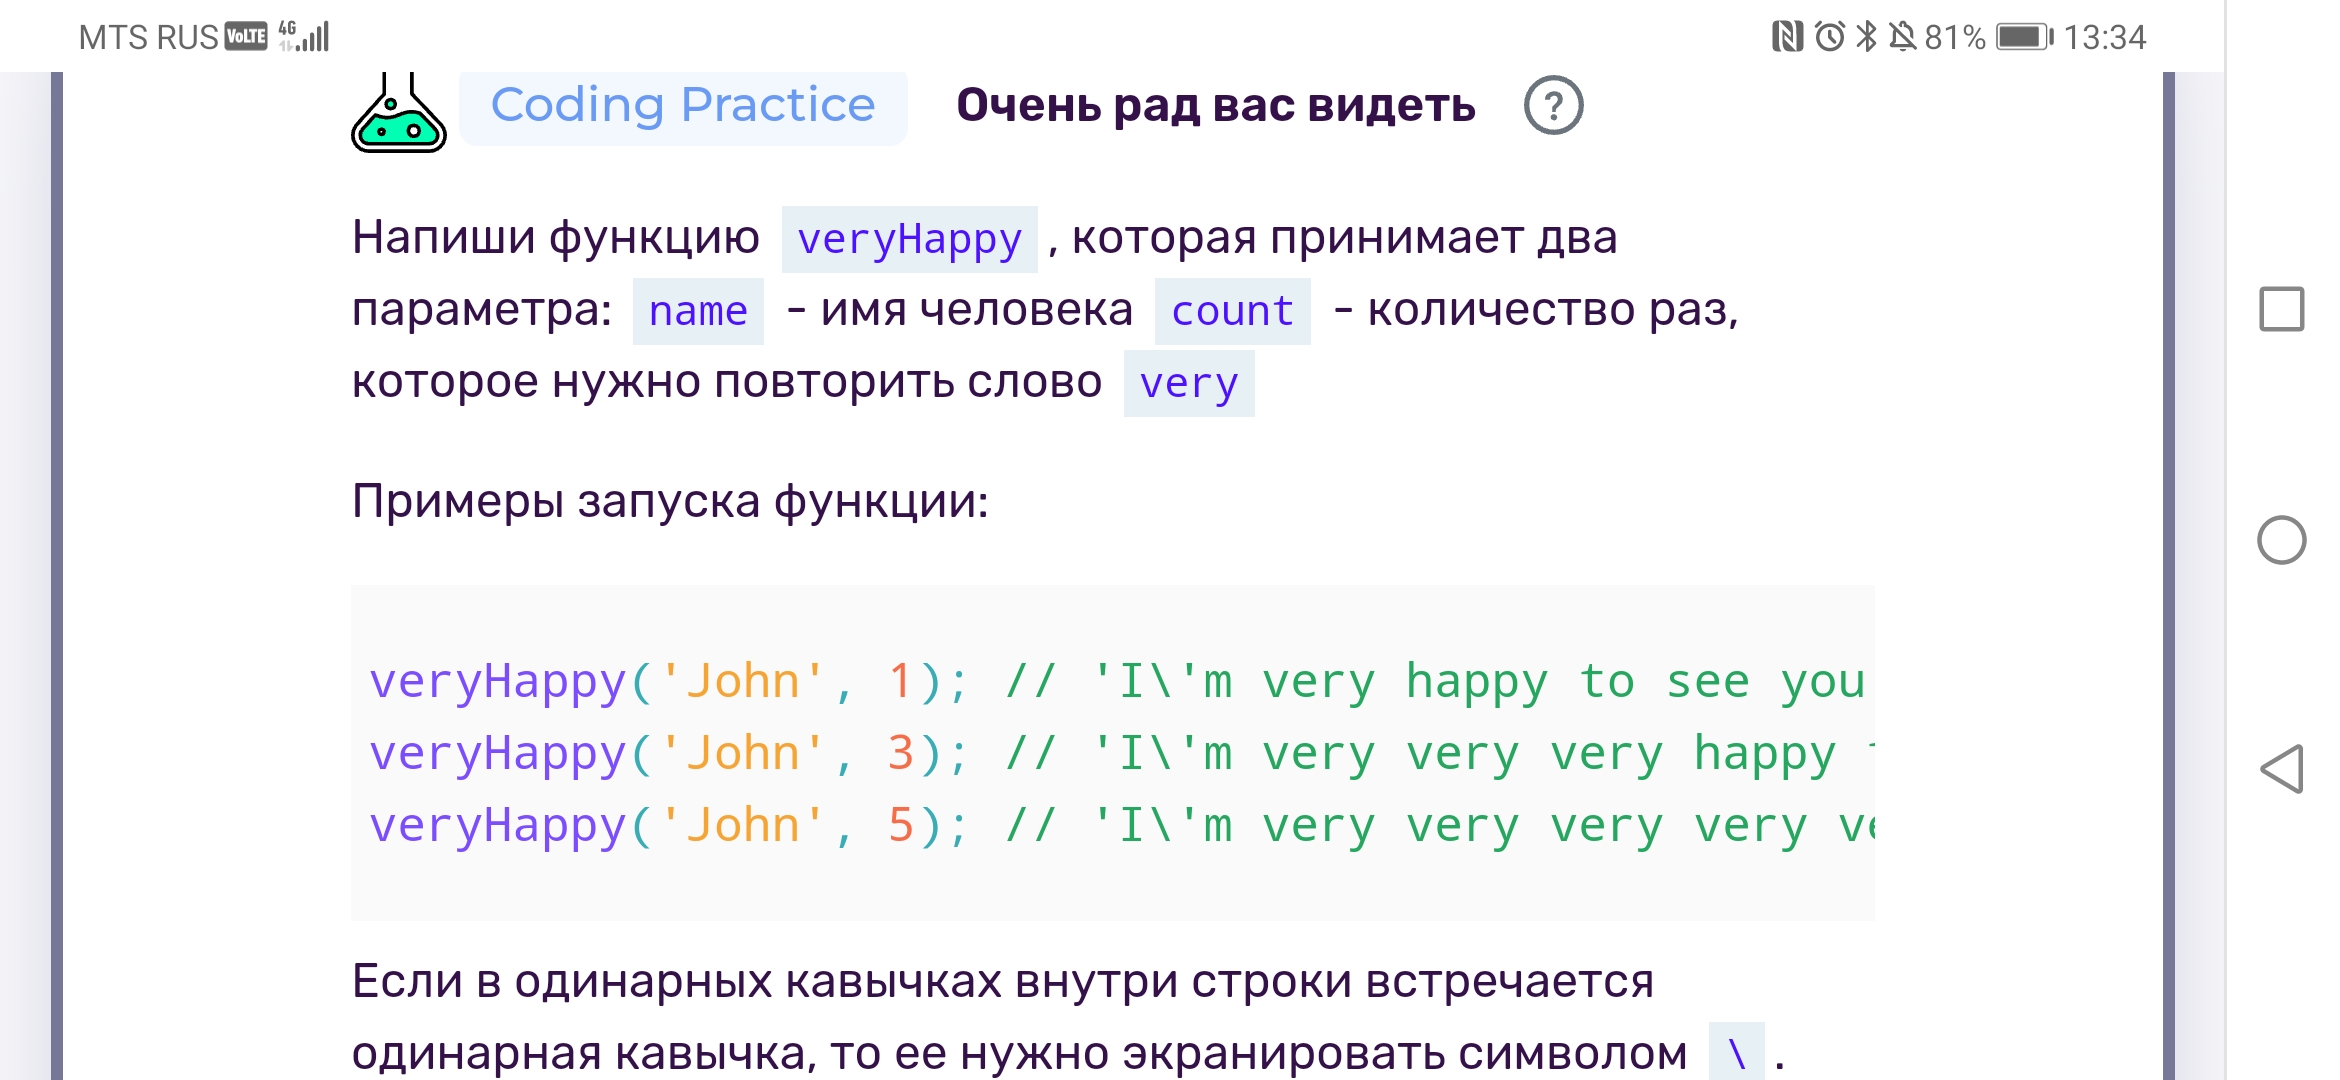 MTS RUS VoLTE 4G 81% 13:34
Coding Practice Очень рад вас видеть ?
Напиши функцию veryHappy , которая принимает два
параметра: name - имя человека count - количество раз,
которое нужно повторить слово very
Примеры запуска функции:
veryHappy('John', 1); // 'I\'m very happy to see you
veryHappy('John', 3); // 'I\'m very very very happy
veryHappy('John', 5); // 'I\'m very very very very
Если в одинарных кавычках внутри строки встречается
одинарная кавычка, то ее нужно экранировать символом \ .